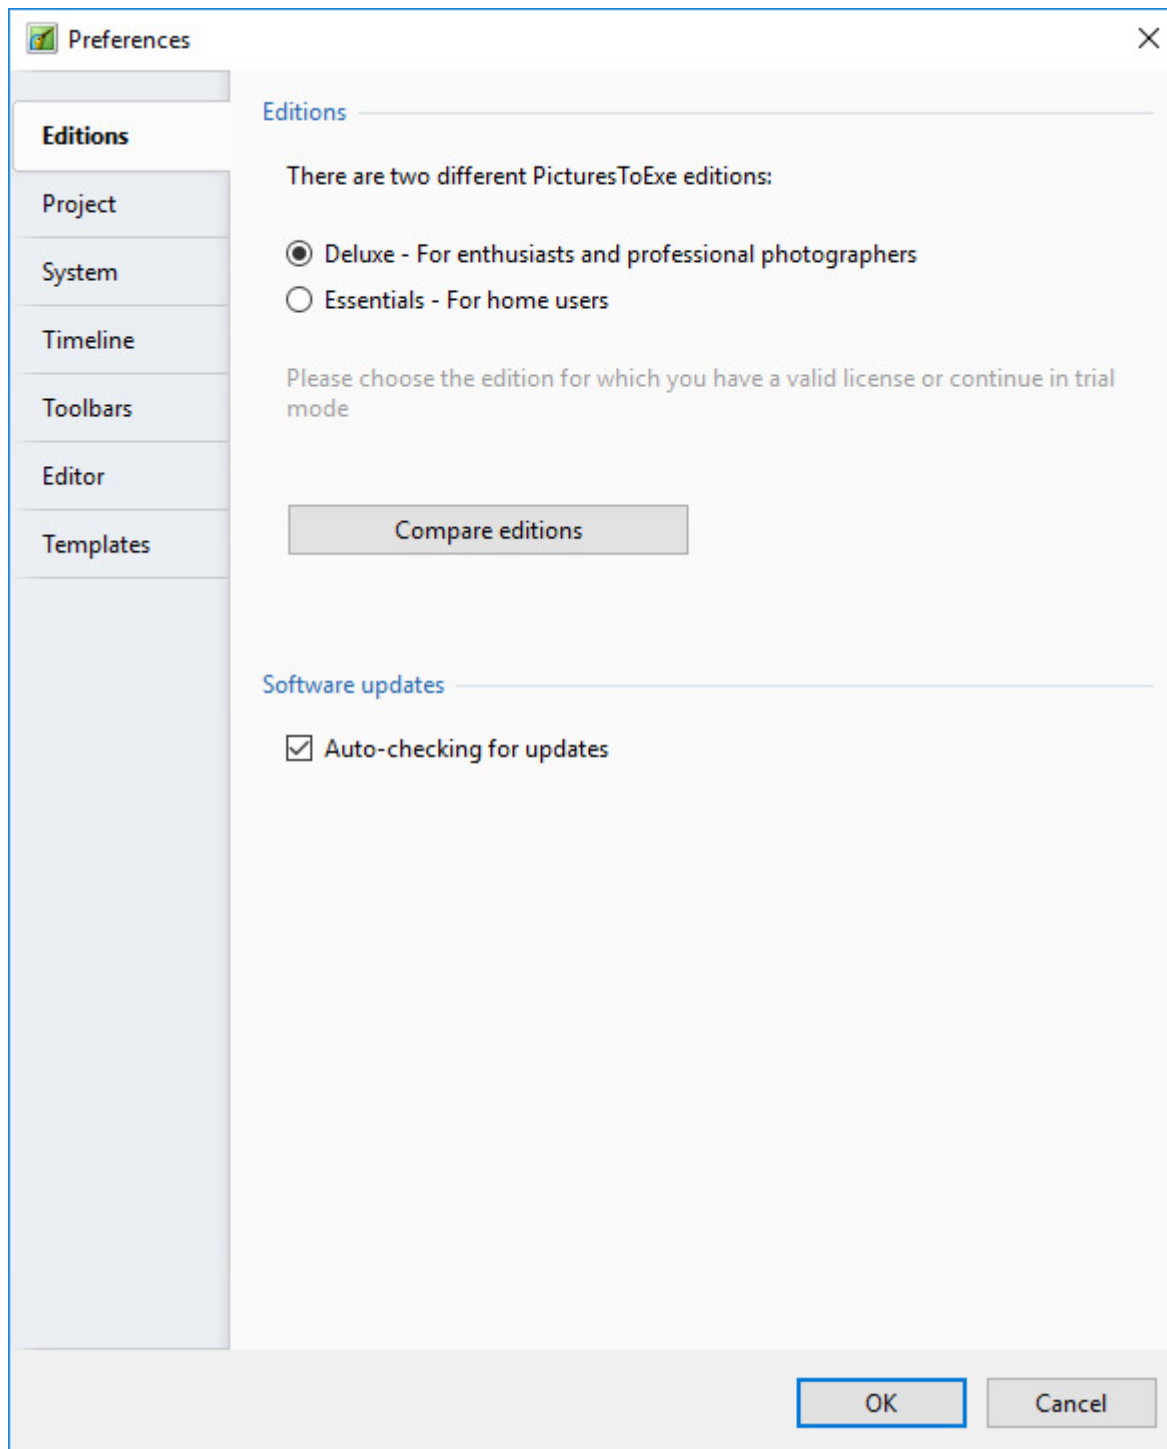 Preferences
Editions
Project
System
Timeline
Toolbars
Editor
Templates
Editions
There are two different PicturesToExe editions:
Deluxe - For enthusiasts and professional photographers
Essentials - For home users
Please choose the edition for which you have a valid license or continue in trial
mode
Compare editions
Software updates
Auto-checking for updates
OK
Cancel